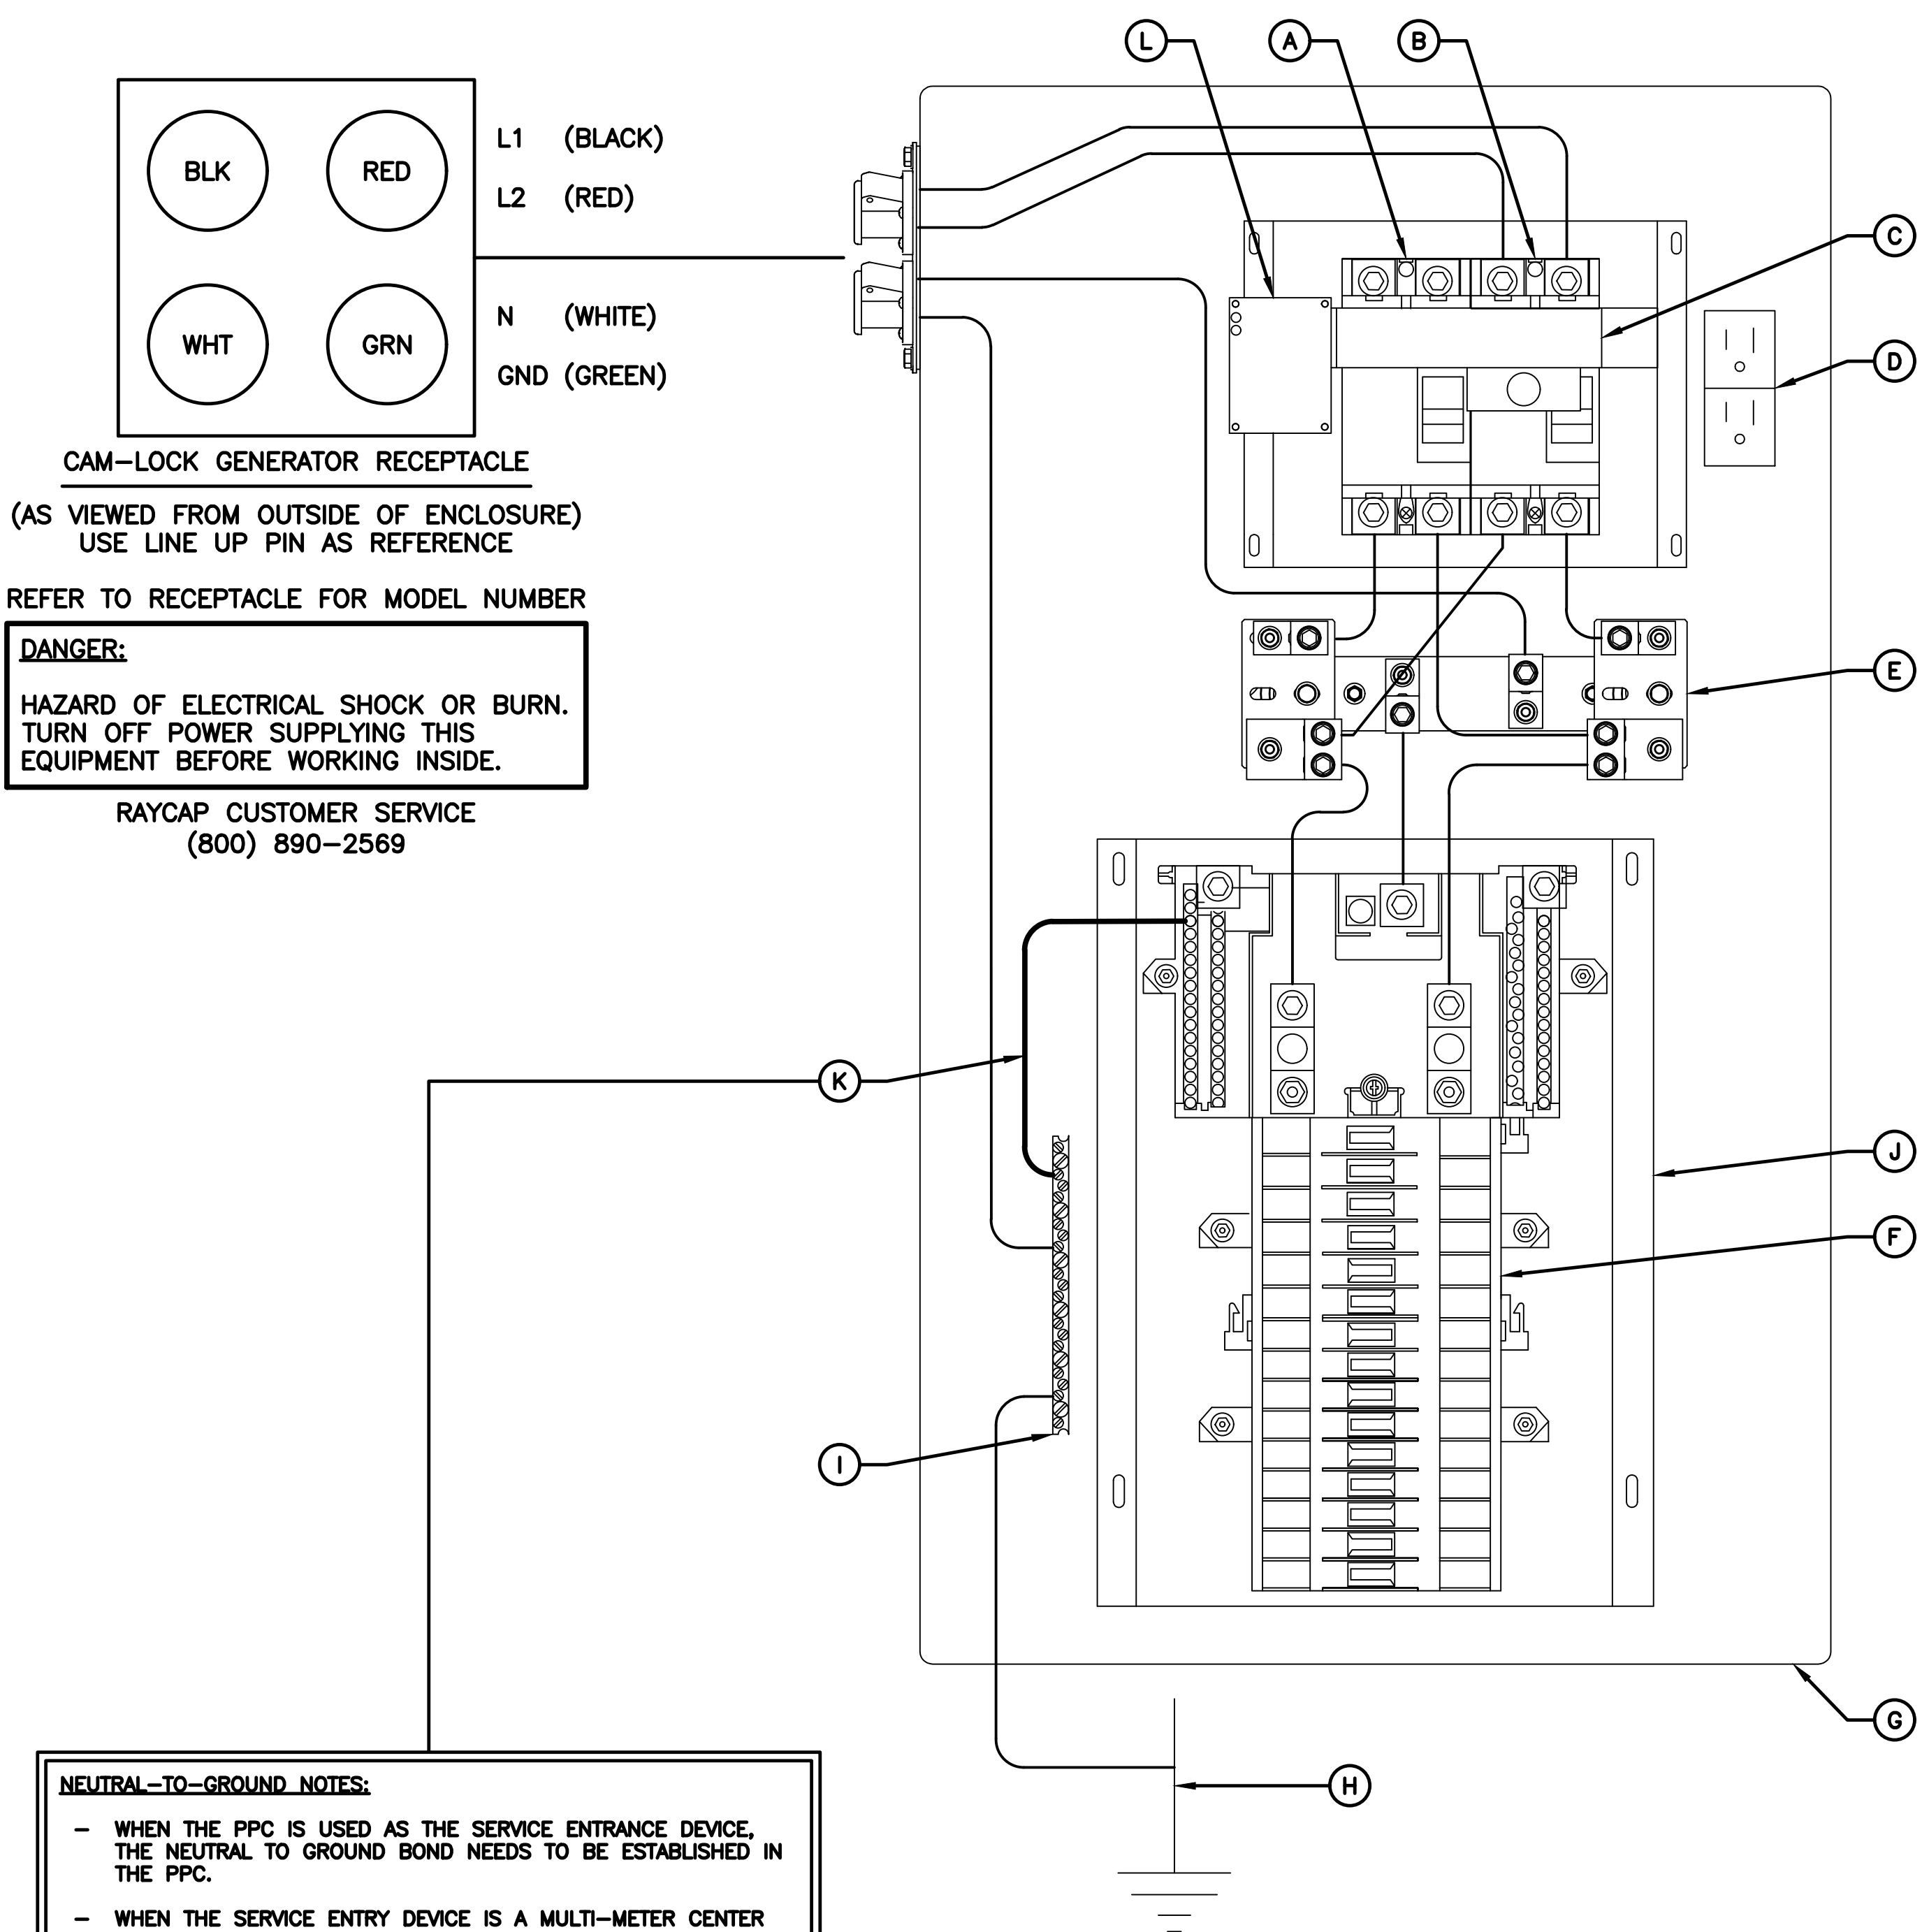 L
A
B
BLK
RED
WHT
GRN
L1 (BLACK)
L2 (RED)
N (WHITE)
GND (GREEN)
CAM-LOCK GENERATOR RECEPTACLE
(AS VIEWED FROM OUTSIDE OF ENCLOSURE)
USE LINE UP PIN AS REFERENCE
REFER TO RECEPTACLE FOR MODEL NUMBER
DANGER:
HAZARD OF ELECTRICAL SHOCK OR BURN.
TURN OFF POWER SUPPLYING THIS
EQUIPMENT BEFORE WORKING INSIDE.
RAYCAP CUSTOMER SERVICE
(800) 890-2569
C
D
E
K
J
F
I
G
H
NEUTRAL-TO-GROUND NOTES:
- WHEN THE PPC IS USED AS THE SERVICE ENTRANCE DEVICE,
THE NEUTRAL TO GROUND BOND NEEDS TO BE ESTABLISHED IN
THE PPC.
- WHEN THE SERVICE ENTRY DEVICE IS A MULTI-METER CENTER